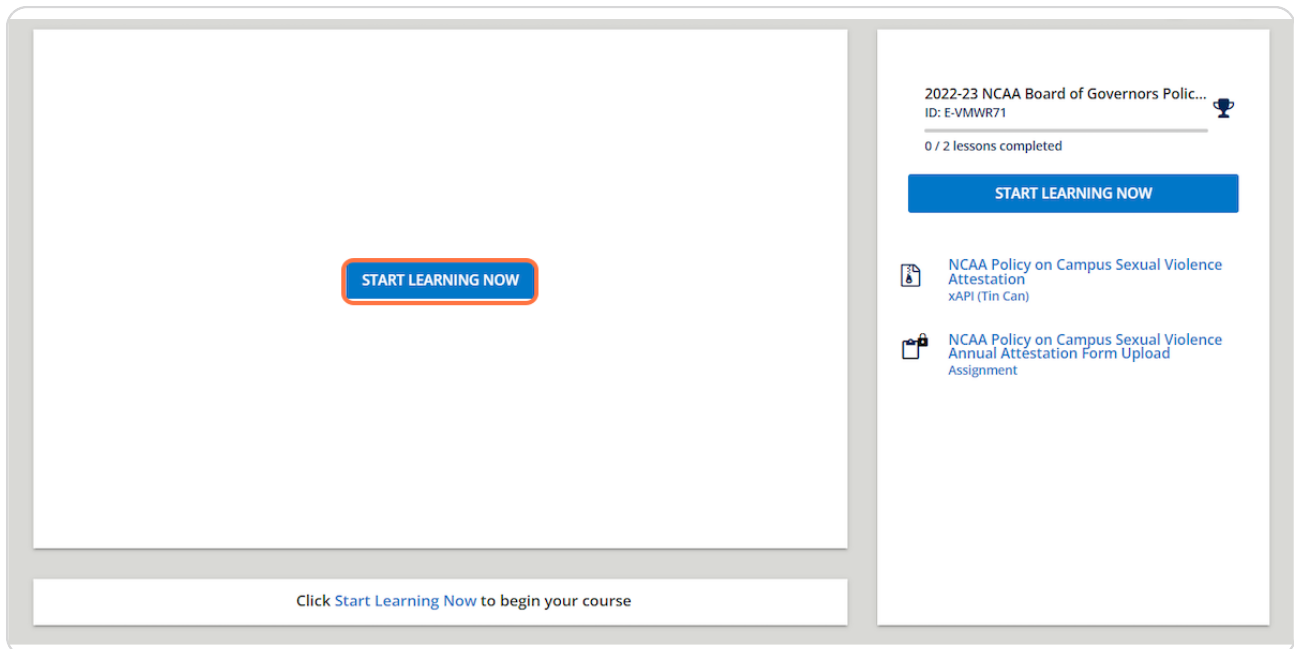 START LEARNING NOW
Click Start Learning Now to begin your course
2022-23 NCAA Board of Governors Polic...
ID: E-VMWR71
0 / 2 lessons completed
START LEARNING NOW
NCAA Policy on Campus Sexual Violence
Attestation
xAPI (Tin Can)
NCAA Policy on Campus Sexual Violence
Annual Attestation Form Upload
Assignment